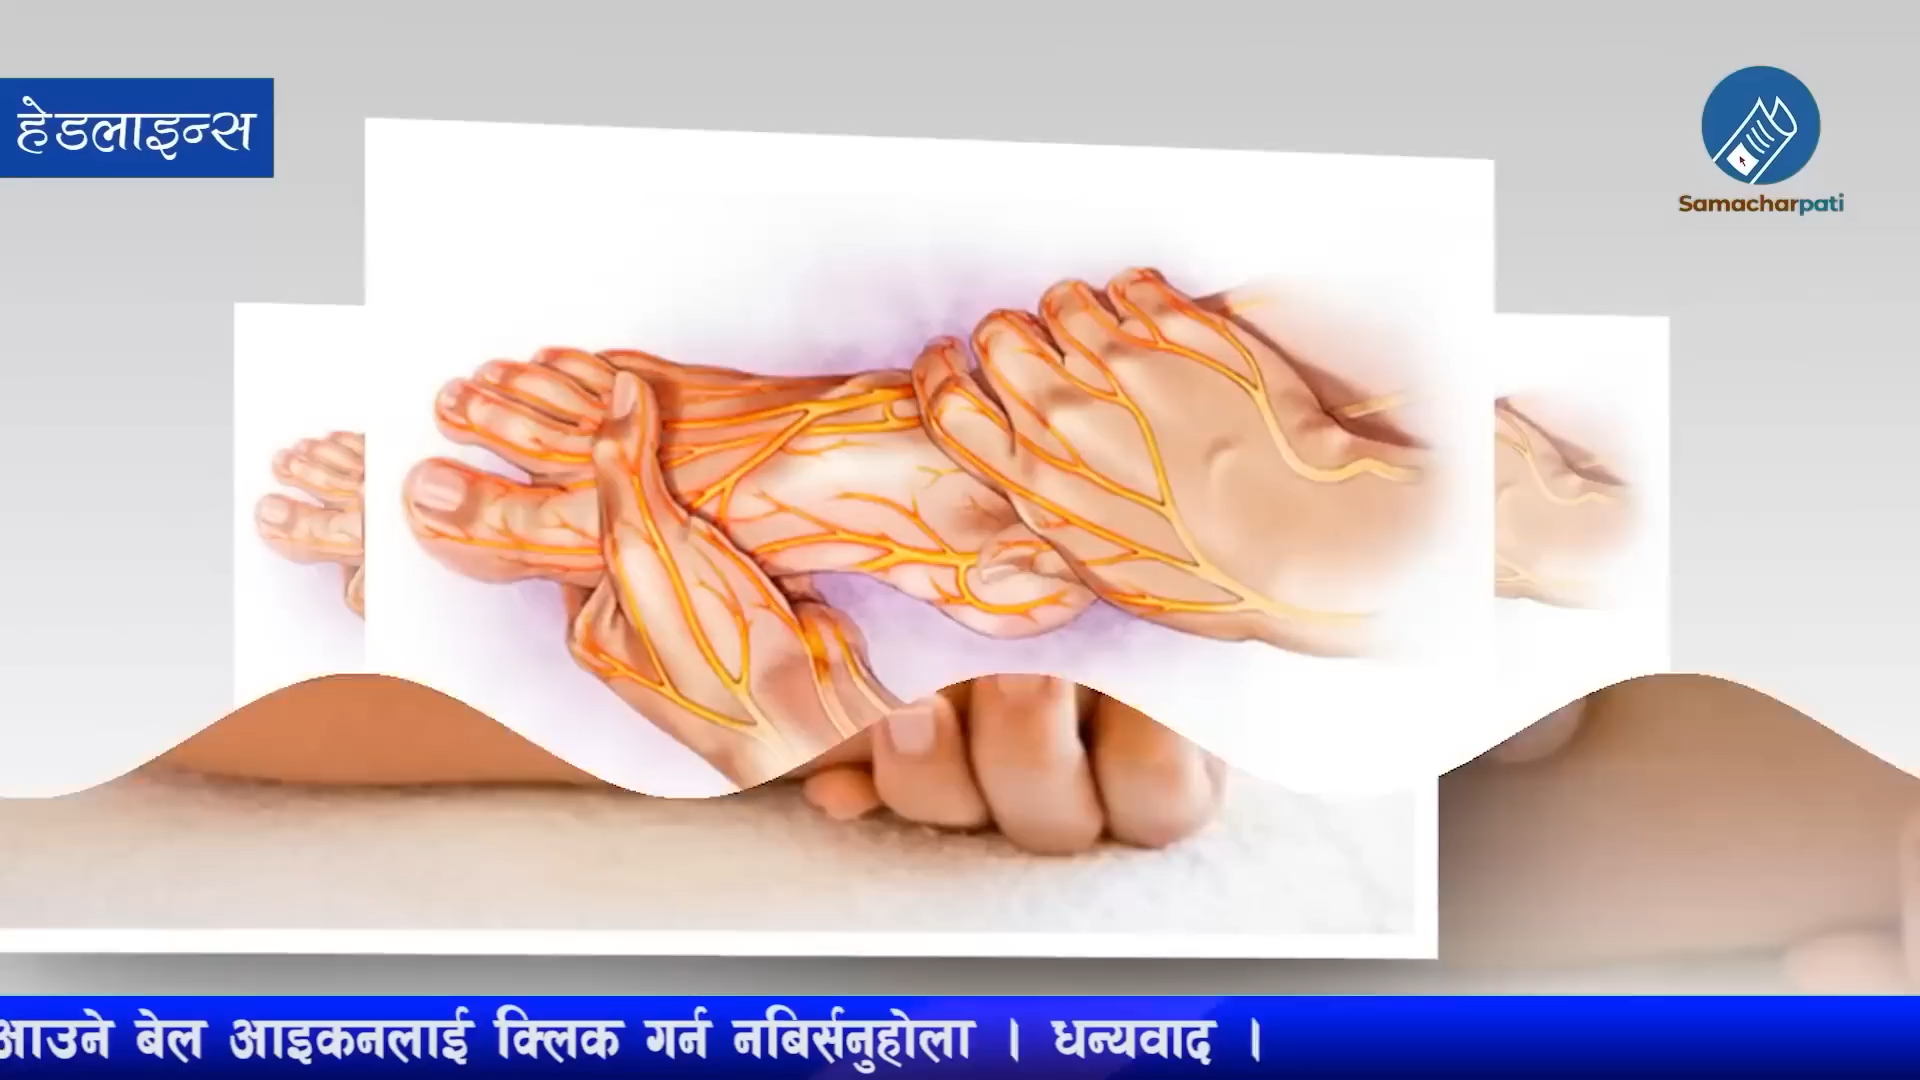 हेडलाइन्स
Samacharpati
आउने बेल आइकनलाई क्लिक गर्न नबिर्सनुहोला । धन्यवाद ।